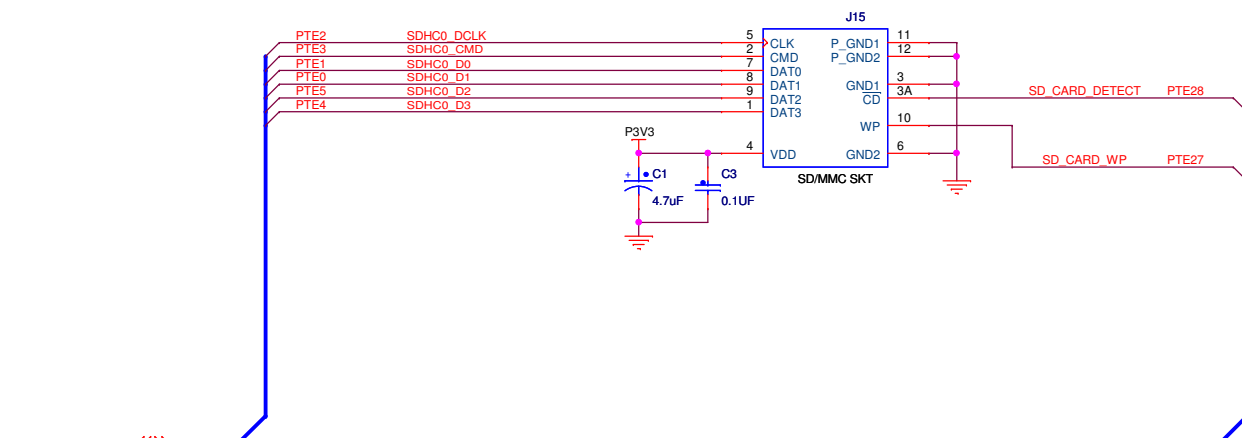 J15
PTE2 SDHC0_DCLK 5 CLK P_GND1 11
PTE3 SDHC0_CMD 2 CMD P_GND2 12
PTE1 SDHC0_D0 7 DAT0
PTE0 SDHC0_D1 8 DAT1 GND1 3
PTE5 SDHC0_D2 9 DAT2 CD 3A SD_CARD_DETECT PTE28
PTE4 SDHC0_D3 1 DAT3
WP 10
P3V3
4 VDD GND2 6 SD_CARD_WP PTE27
SD/MMC SKT
+ C1 C3
4.7uF 0.1UF